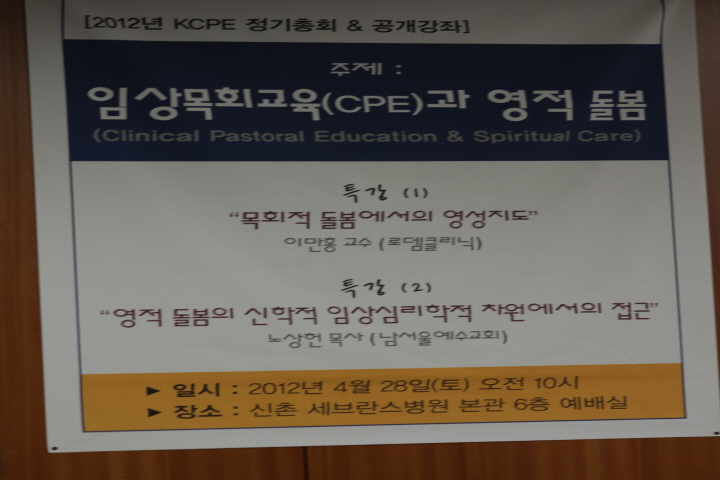 [2012년 KCPE 정기총회 & 공개강좌]
주제 :
임상목회교육(CPE)과 영적 돌봄
(Clinical Pastoral Education & Spiritual Care)
특강 (1)
“목회적 돌봄에서의 영성지도”
이만홍 교수 (로뎀클리닉)
특강 (2)
“영적 돌봄의 신학적 임상심리학적 차원에서의 접근”
노상헌 목사 (남서울예수교회)
► 일시 : 2012년 4월 28일(토) 오전 10시
► 장소 : 신촌 세브란스병원 본관 6층 예배실